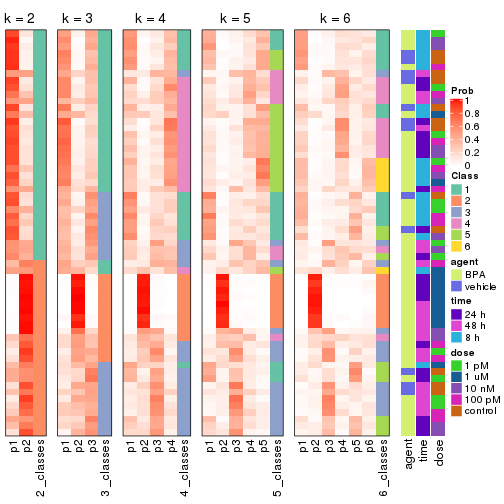 k = 2
k = 3
k = 4
k = 5
k = 6
p1
p2
2_classes
p1
p2
p3
3_classes
p1
p2
p3
p4
4_classes
p1
p2
p3
p4
p5
5_classes
p1
p2
p3
p4
p5
p6
6_classes
agent
time
dose
Prob
1
0.8
0.6
0.4
0.2
0
Class
1
2
3
4
5
6
agent
BPA
vehicle
time
24 h
48 h
8 h
dose
1 pM
1 uM
10 nM
100 pM
control